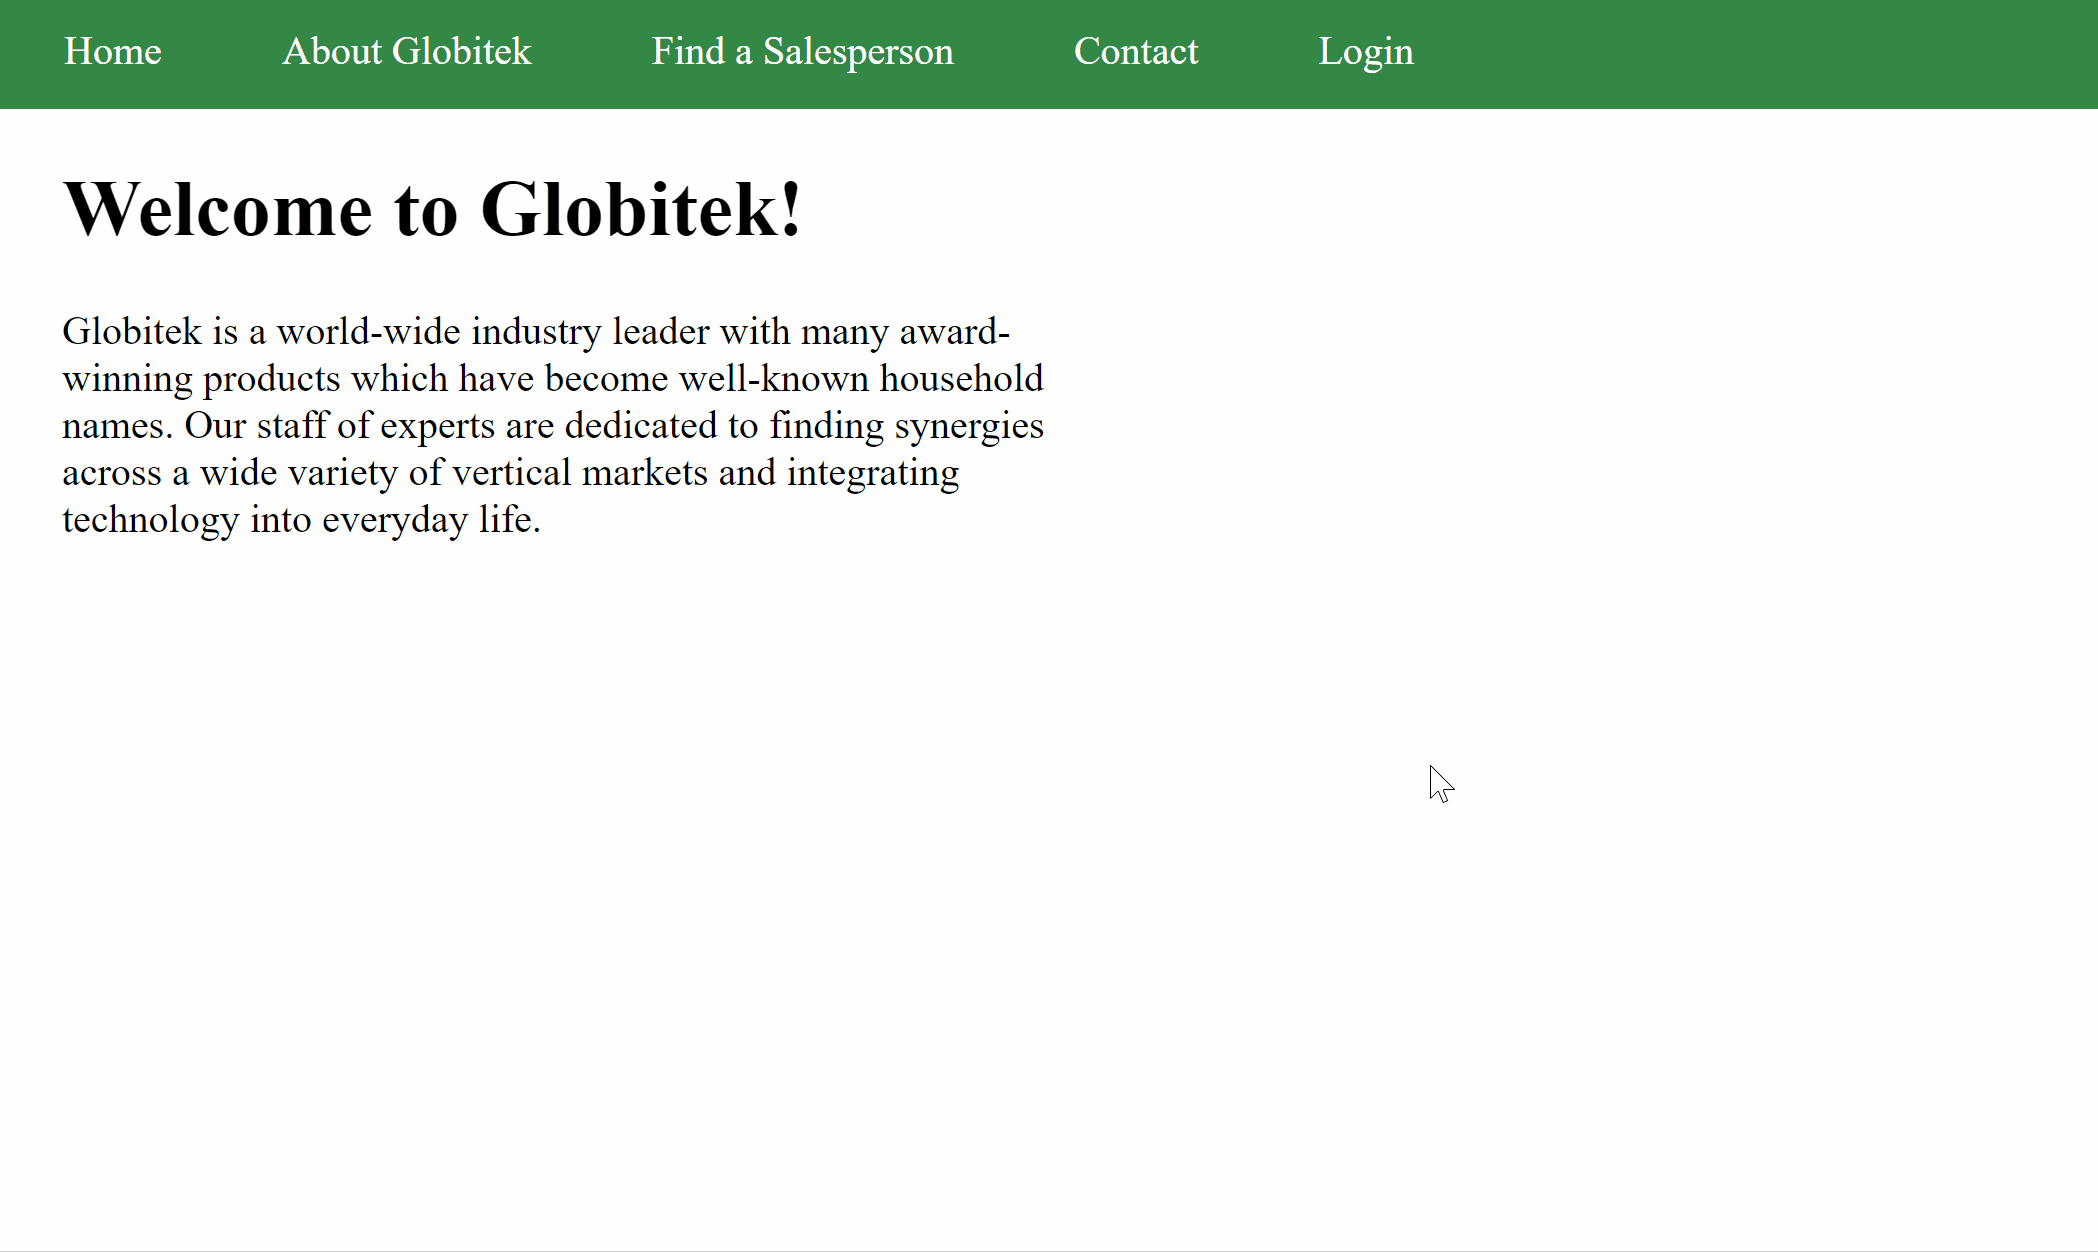 Home About Globitek Find a Salesperson Contact Login
Welcome to Globitek!
Globitek is a world-wide industry leader with many award-
winning products which have become well-known household
names. Our staff of experts are dedicated to finding synergies
across a wide variety of vertical markets and integrating
technology into everyday life.